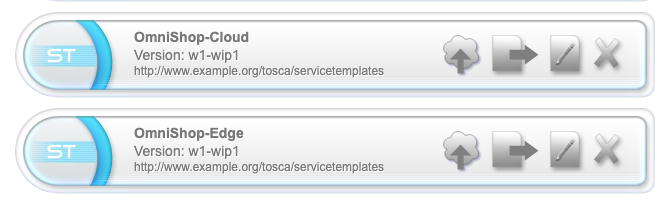 ST
OmniShop-Cloud
Version: w1-wip1
http://www.example.org/tosca/servicetemplates
ST
OmniShop-Edge
Version: w1-wip1
http://www.example.org/tosca/servicetemplates